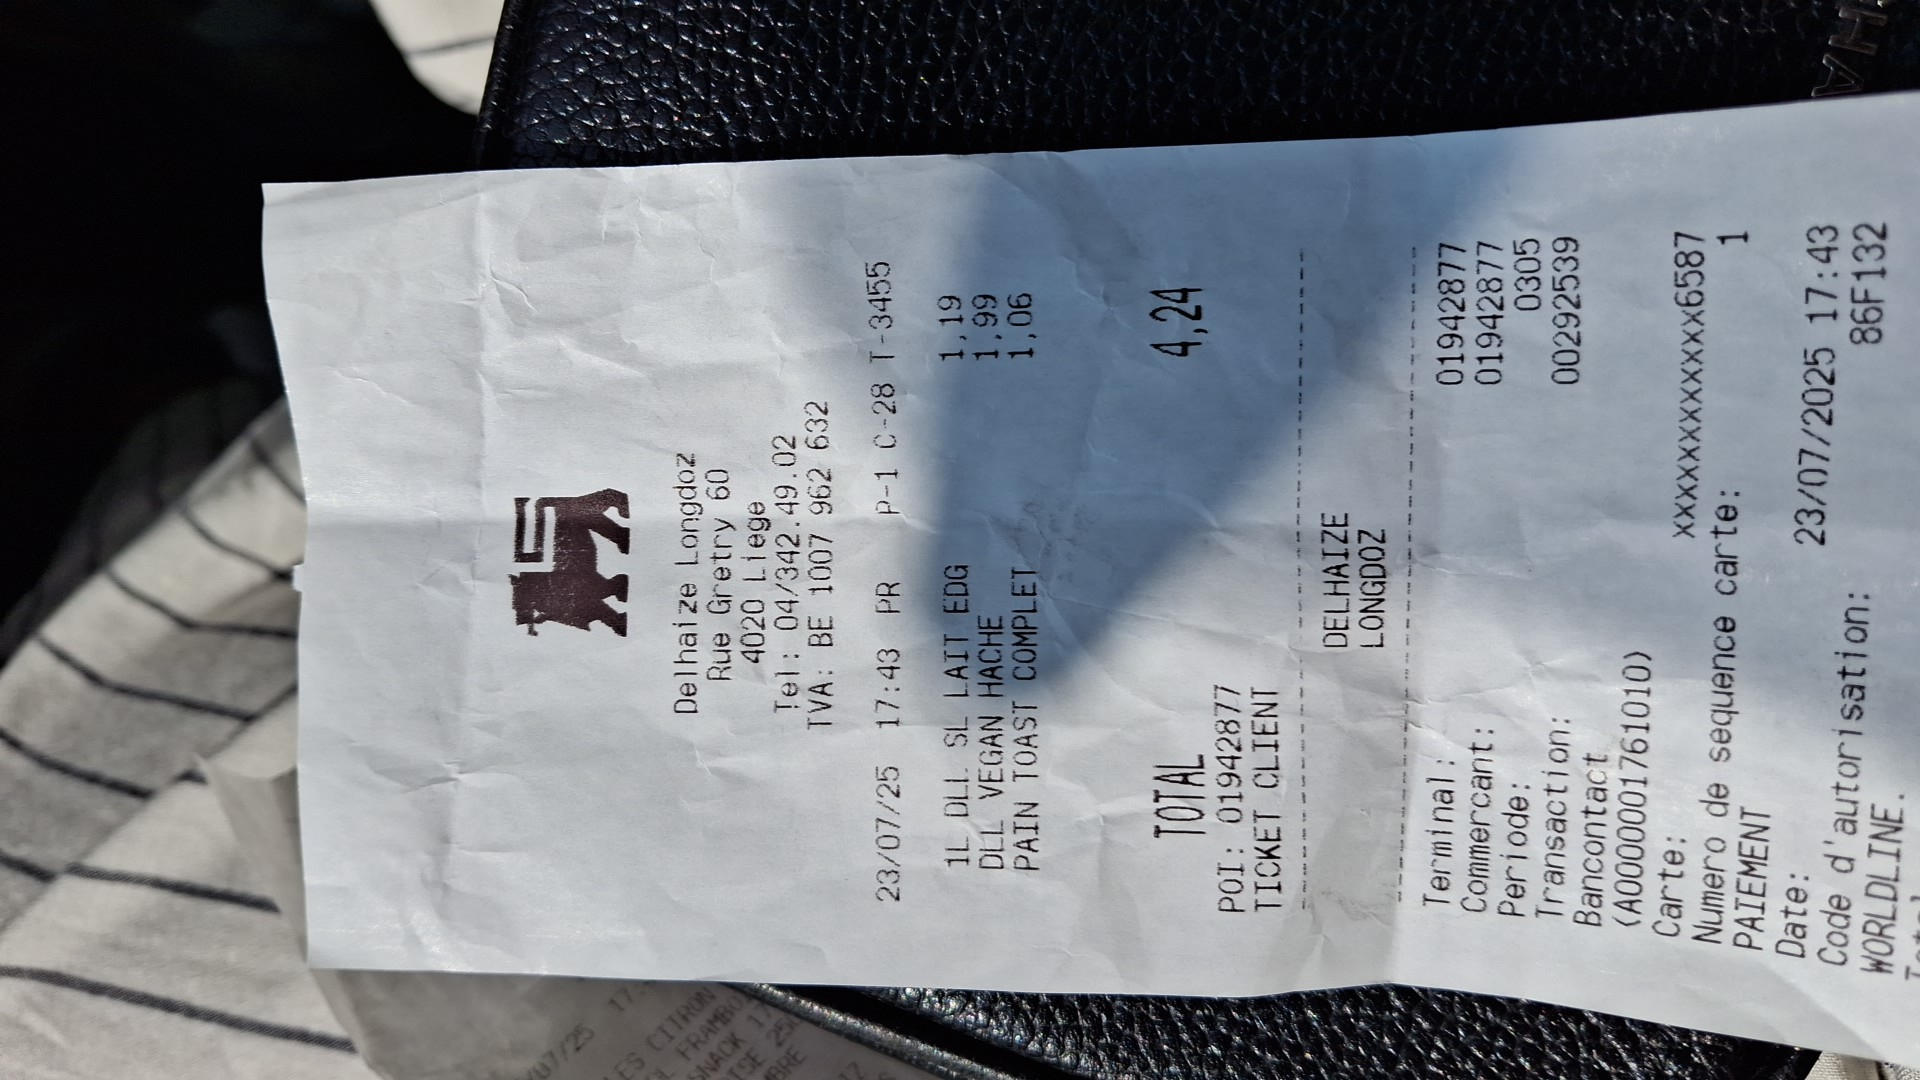 Delhaize Longdoz
Rue Gretry 60
4020 Liege
Tel: 04/342.49.02
TVA: BE 1007 962 632
23/07/25 17:43 PR P-1 C-28 T-3455
1L DLL SL LAIT EDG 1,19
DLL VEGAN HACHE 1,99
PAIN TOAST COMPLET 1,06
TOTAL 4,24
POI: 01942877
TICKET CLIENT
DELHAIZE
LONGDOZ
Terminal: 01942877
Commercant: 01942877
Periode: 0305
Transaction: 00292539
Bancontact
(A0000001761010)
Carte: xxxxxxxxxxxxx6587
Numero de sequence carte: 1
PAIEMENT
Date: 23/07/2025 17:43
Code d'autorisation: 86F132
WORLDLINE.
CITRON
SNACK